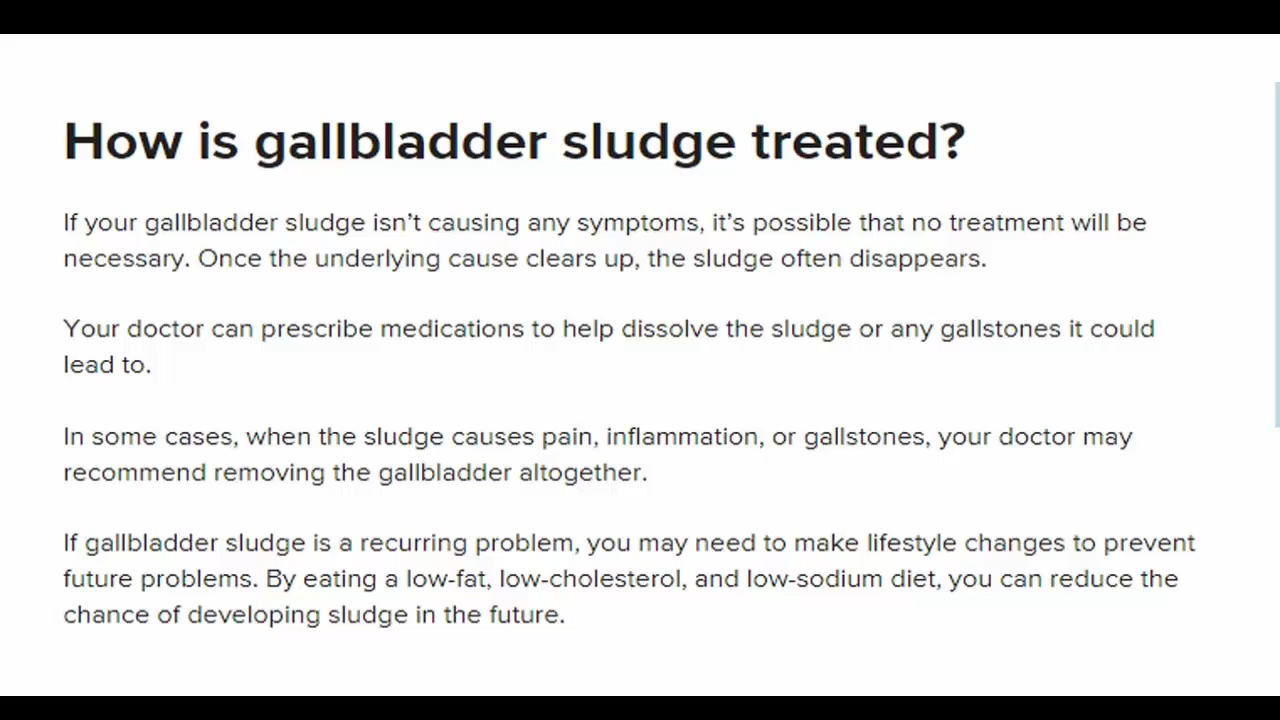 How is gallbladder sludge treated?
If your gallbladder sludge isn’t causing any symptoms, it’s possible that no treatment will be
necessary. Once the underlying cause clears up, the sludge often disappears.
Your doctor can prescribe medications to help dissolve the sludge or any gallstones it could
lead to.
In some cases, when the sludge causes pain, inflammation, or gallstones, your doctor may
recommend removing the gallbladder altogether.
If gallbladder sludge is a recurring problem, you may need to make lifestyle changes to prevent
future problems. By eating a low-fat, low-cholesterol, and low-sodium diet, you can reduce the
chance of developing sludge in the future.